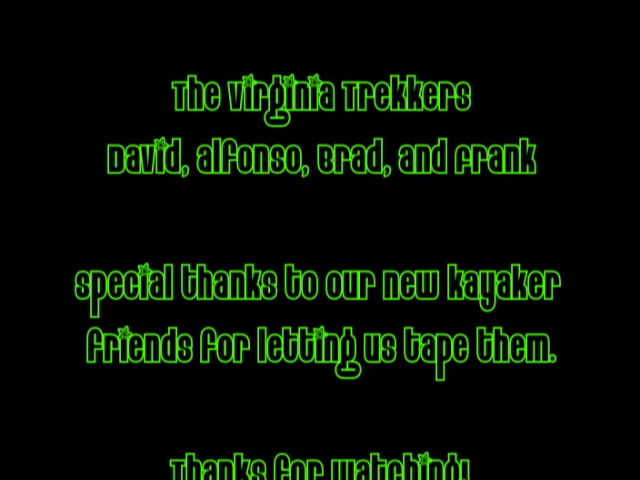 The Virginia Trekkers
David, Alfonso, Brad, and Frank
special thanks to our new kayaker
friends for letting us tape them.
Thanks for watching!